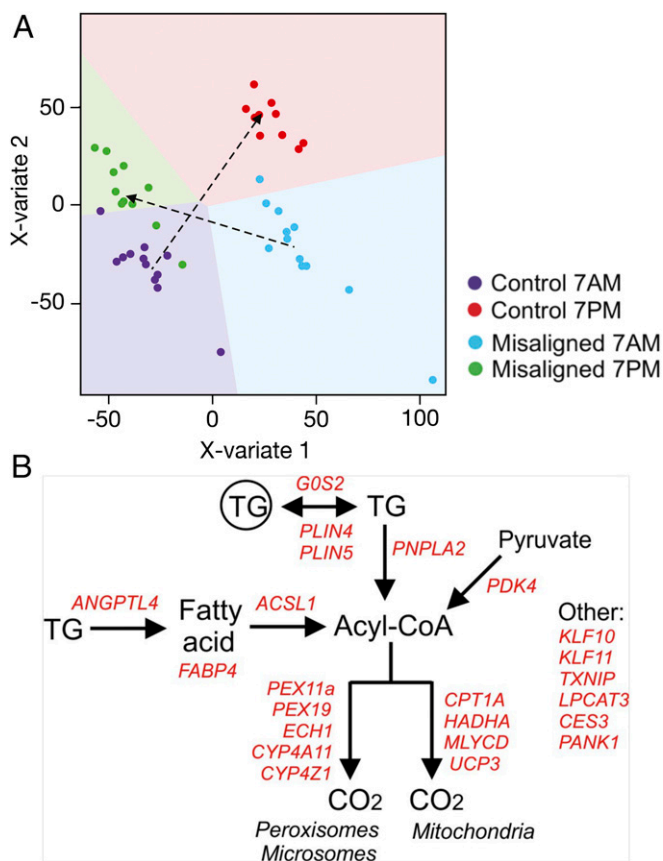 A
X-variate 2
50
0
-50
-50
0
50
100
X-variate 1
Control 7AM
Control 7PM
Misaligned 7AM
Misaligned 7PM
B
TG
G0S2
TG
PLIN4
PLIN5
PNPLA2
Pyruvate
PDK4
TG
ANGPTL4
Fatty
acid
FABP4
ACSL1
Acyl-CoA
Other:
KLF10
KLF11
TXNIP
LPCAT3
CES3
PANK1
PEX11a
PEX19
ECH1
CYP4A11
CYP4Z1
CPT1A
HADHA
MLYCD
UCP3
CO2
Peroxisomes
Microsomes
CO2
Mitochondria